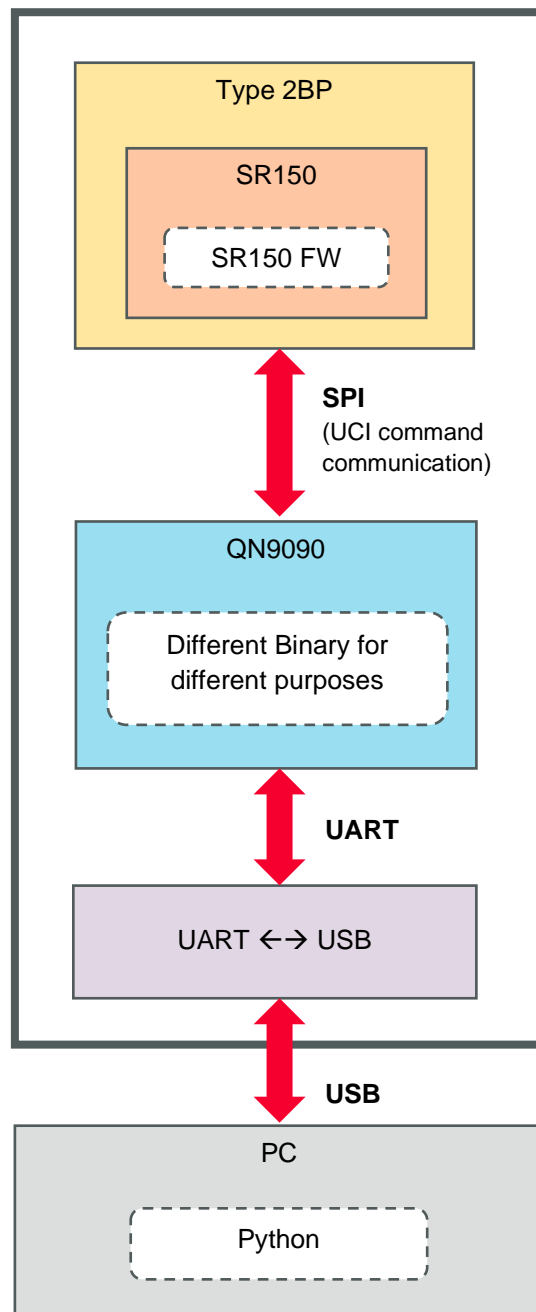 Type 2BP
SR150
SR150 FW
SPI
(UCI command
communication)
QN9090
Different Binary for
different purposes
UART
UART ←→ USB
USB
PC
Python